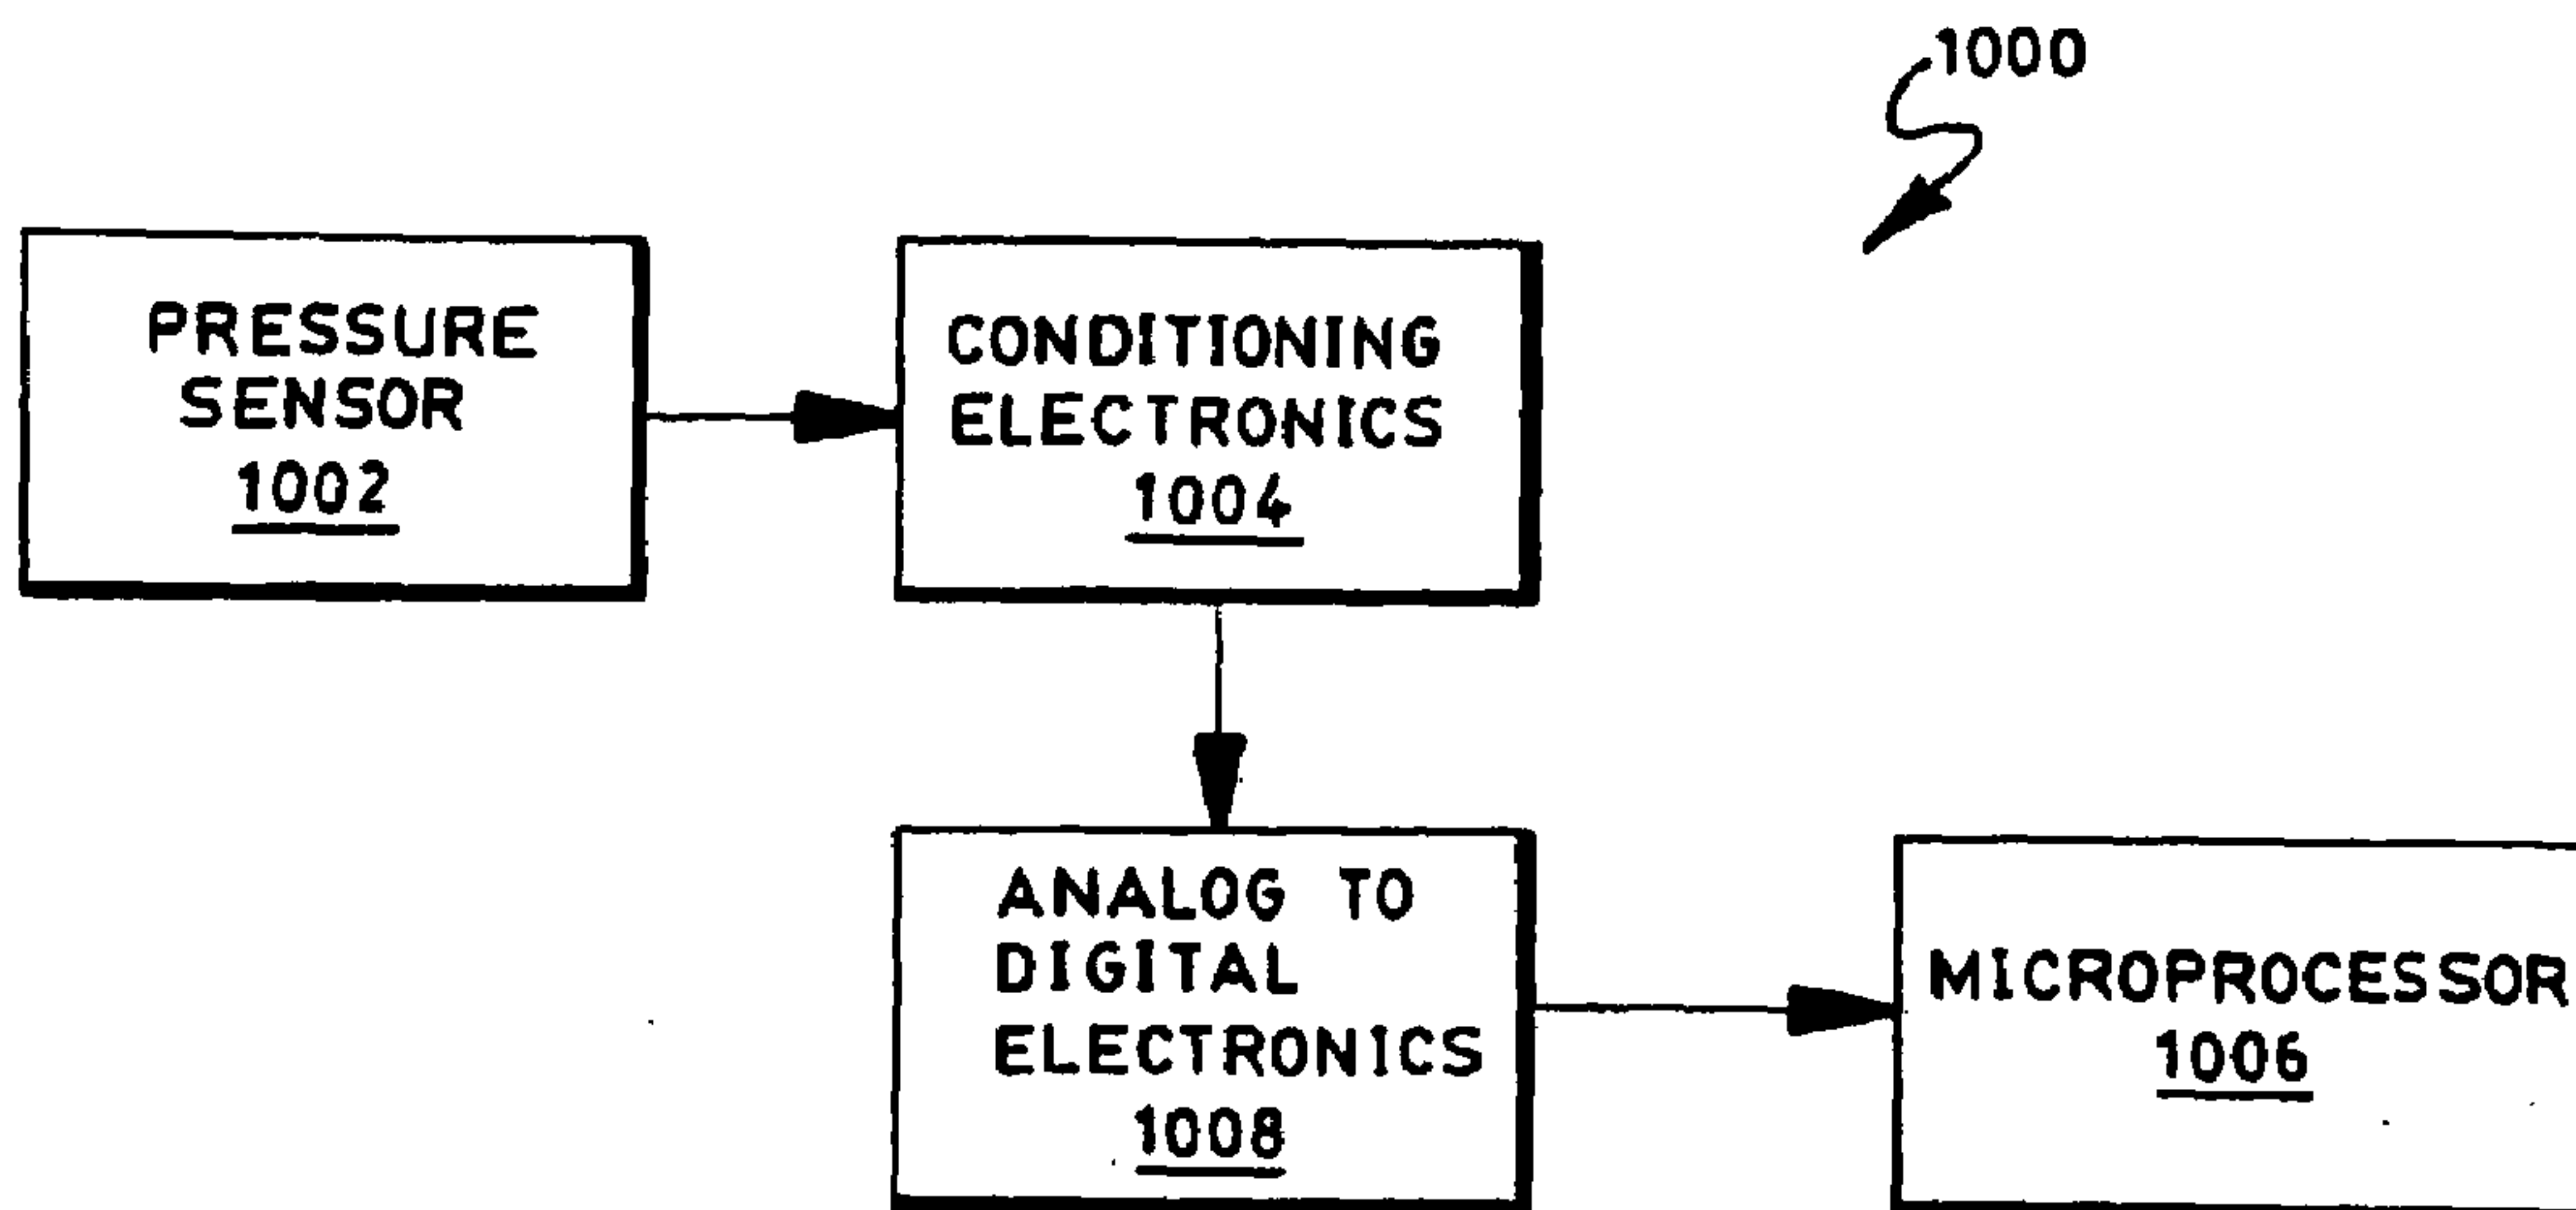 1000
PRESSURE
SENSOR
1002
CONDITIONING
ELECTRONICS
1004
ANALOG TO
DIGITAL
ELECTRONICS
1008
MICROPROCESSOR
1006